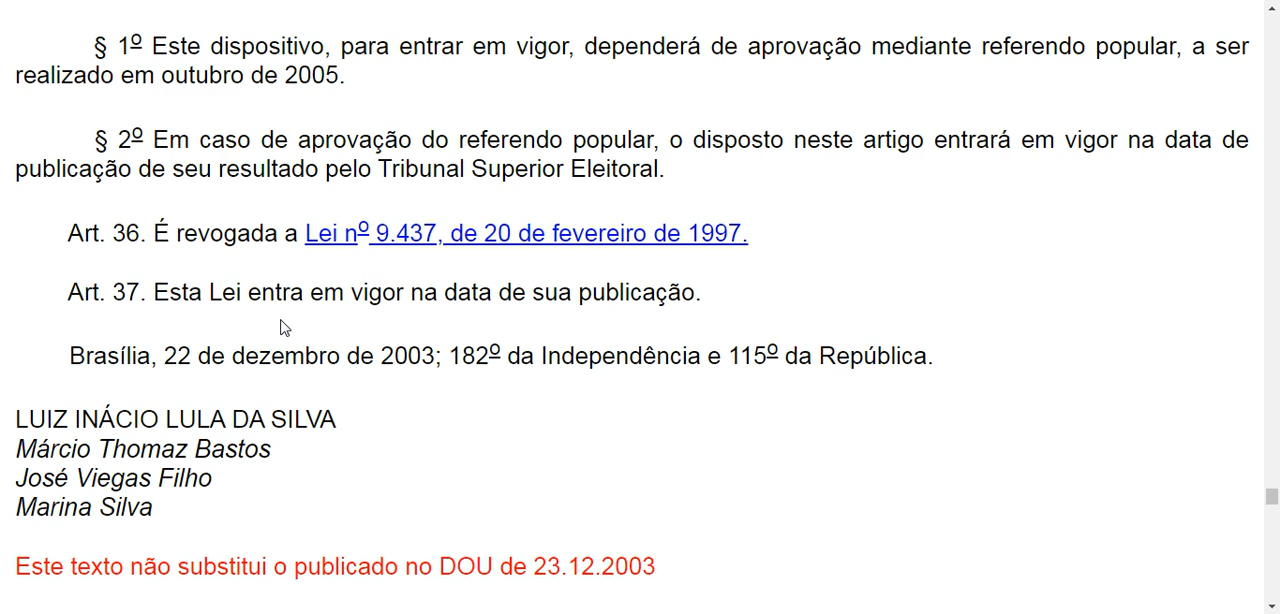 § 1º Este dispositivo, para entrar em vigor, dependerá de aprovação mediante referendo popular, a ser
realizado em outubro de 2005.
§ 2º Em caso de aprovação do referendo popular, o disposto neste artigo entrará em vigor na data de
publicação de seu resultado pelo Tribunal Superior Eleitoral.
Art. 36. É revogada a Lei nº 9.437, de 20 de fevereiro de 1997.
Art. 37. Esta Lei entra em vigor na data de sua publicação.
Brasília, 22 de dezembro de 2003; 182º da Independência e 115º da República.
LUIZ INÁCIO LULA DA SILVA
Márcio Thomaz Bastos
José Viegas Filho
Marina Silva
Este texto não substitui o publicado no DOU de 23.12.2003